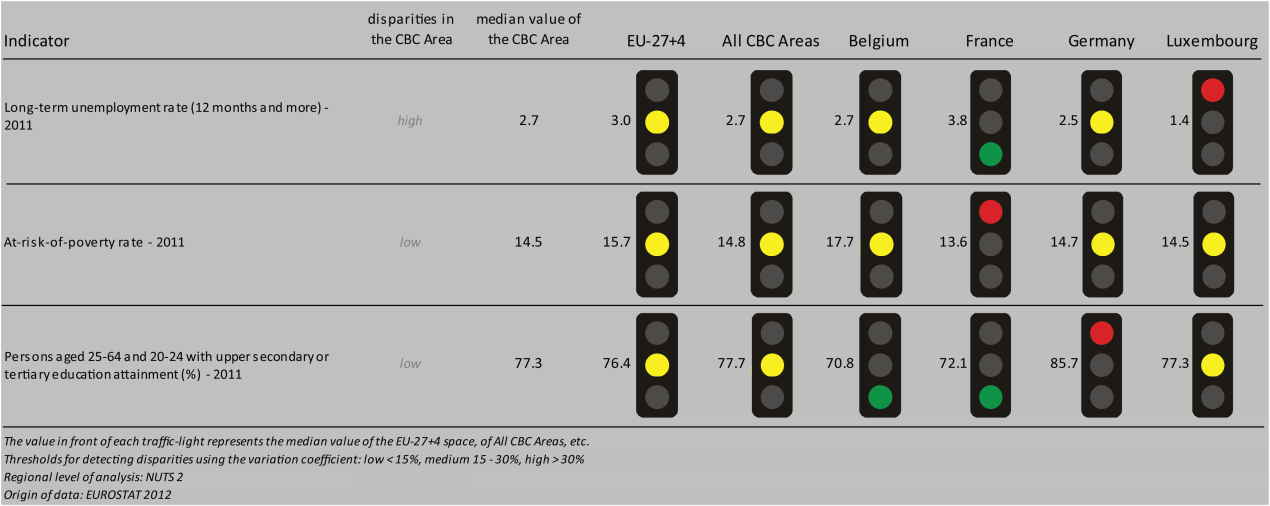 Indicator disparities in the CBC Area median value of the CBC Area EU-27+4 All CBC Areas Belgium France Germany Luxembourg
Long-term unemployment rate (12 months and more) -
2011 high 2.7 3.0 2.7 2.7 3.8 2.5 1.4
At-risk-of-poverty rate - 2011 low 14.5 15.7 14.8 17.7 13.6 14.7 14.5
Persons aged 25-64 and 20-24 with upper secondary or
tertiary education attainment (%) - 2011 low 77.3 76.4 77.7 70.8 72.1 85.7 77.3
The value in front of each traffic-light represents the median value of the EU-27+4 space, of All CBC Areas, etc.
Thresholds for detecting disparities using the variation coefficient: low < 15%, medium 15 - 30%, high > 30%
Regional level of analysis: NUTS 2
Origin of data: EUROSTAT 2012